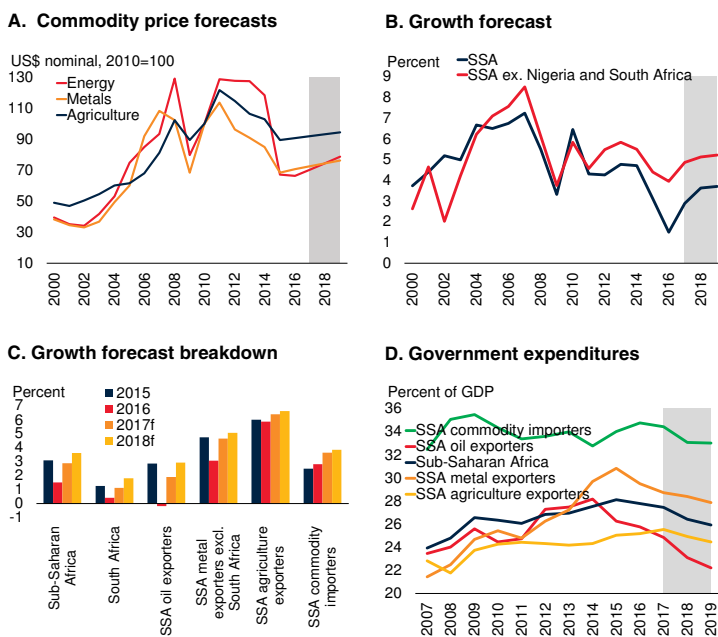 A. Commodity price forecasts
US$ nominal, 2010=100
130
110
90
70
50
30
10
Energy
Metals
Agriculture
2000
2002
2004
2006
2008
2010
2012
2014
2016
2018
B. Growth forecast
Percent
9
8
7
6
5
4
3
2
1
0
SSA
SSA ex. Nigeria and South Africa
2000
2002
2004
2006
2008
2010
2012
2014
2016
2018
C. Growth forecast breakdown
Percent
7
6
5
4
3
2
1
0
-1
2015
2016
2017f
2018f
Sub-Saharan
Africa
South Africa
SSA oil exporters
SSA metal
exporters excl.
South Africa
SSA agriculture
exporters
SSA commodity
importers
D. Government expenditures
Percent of GDP
36
34
32
30
28
26
24
22
20
SSA commodity importers
SSA oil exporters
Sub-Saharan Africa
SSA metal exporters
SSA agriculture exporters
2007
2008
2009
2010
2011
2012
2013
2014
2015
2016
2017
2018
2019